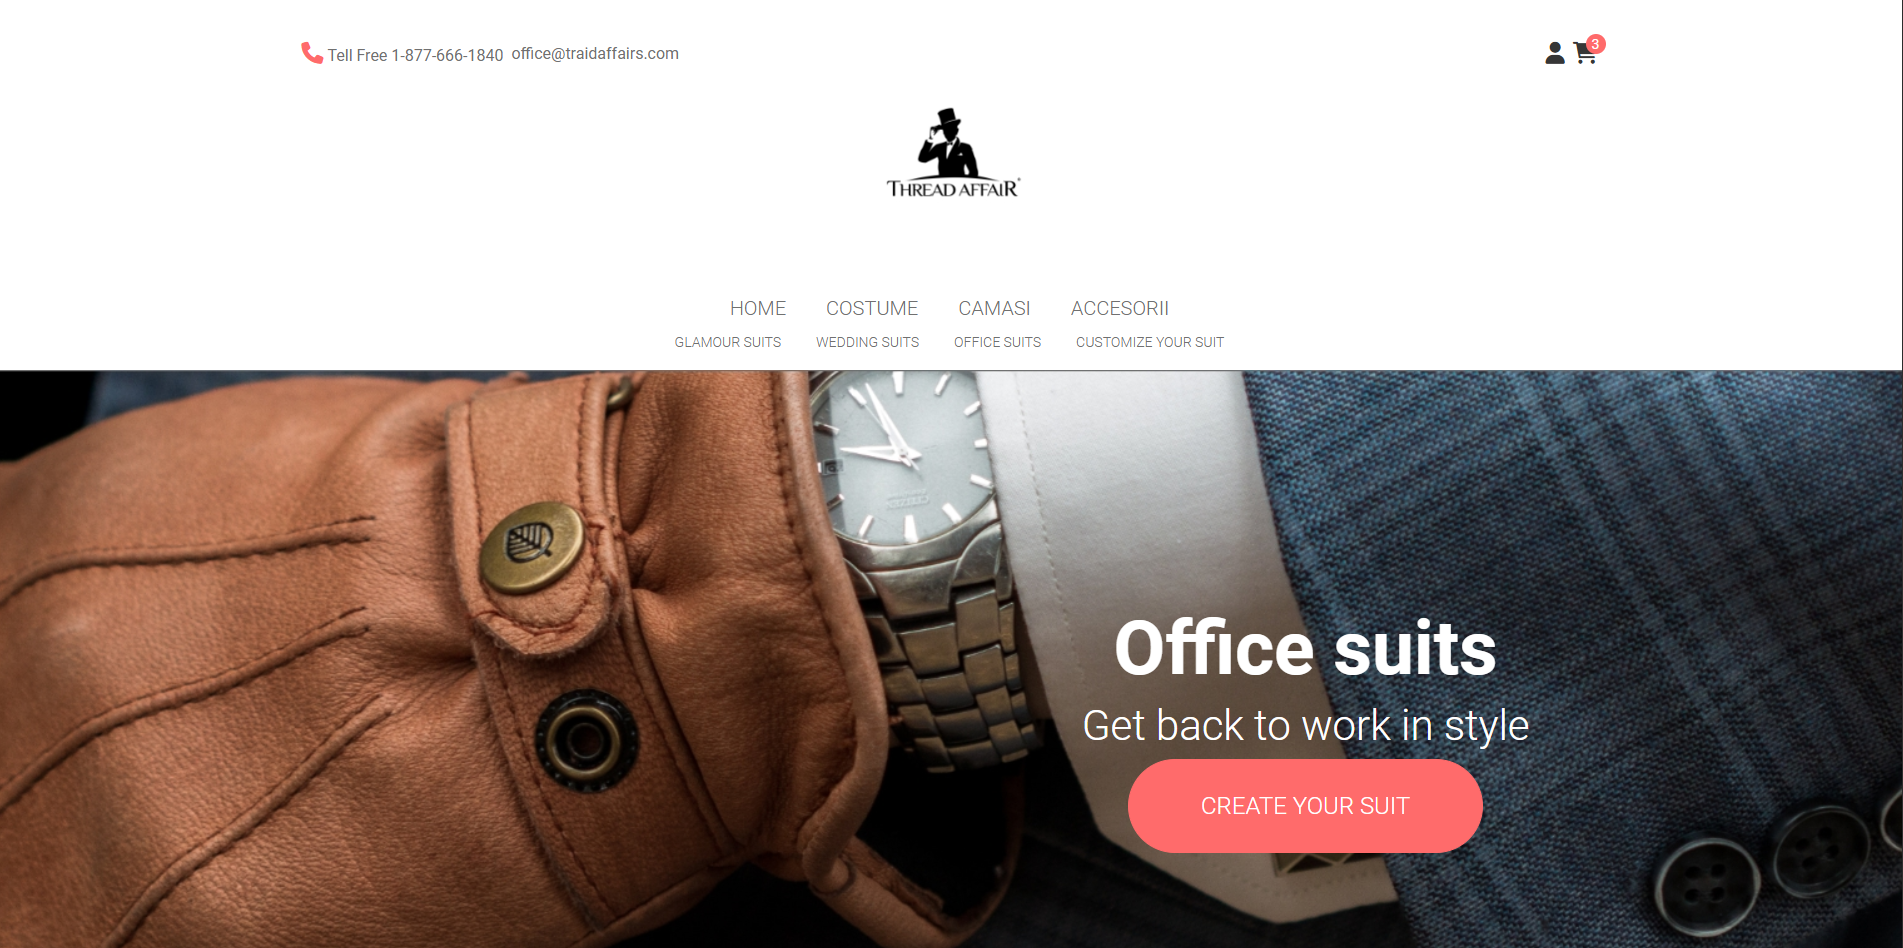 Tell Free 1-877-666-1840 office@traidaffairs.com
3
THREAD AFFAIR
HOME COSTUME CAMASI ACCESORII
GLAMOUR SUITS WEDDING SUITS OFFICE SUITS CUSTOMIZE YOUR SUIT
Office suits
Get back to work in style
CREATE YOUR SUIT